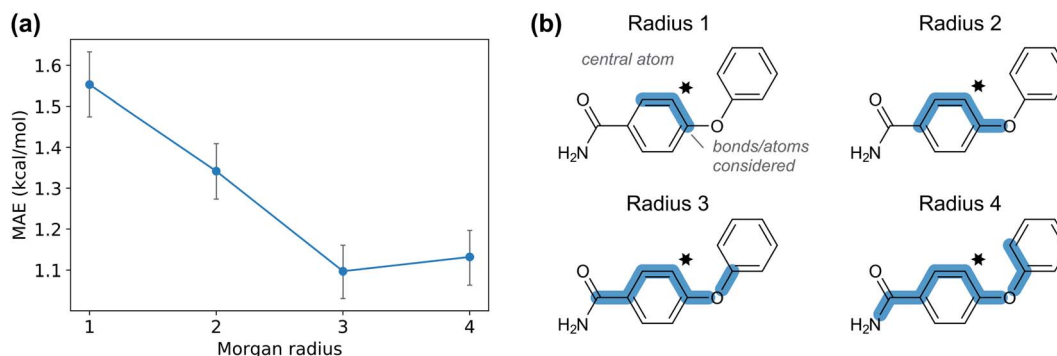 (a)
MAE (kcal/mol)
1.6
1.5
1.4
1.3
1.2
1.1
1 2 3 4
Morgan radius
(b)
Radius 1
central atom
O
H₂N
O
bonds/atoms
considered
Radius 2
O
H₂N
O
Radius 3
O
H₂N
O
Radius 4
O
H₂N
O